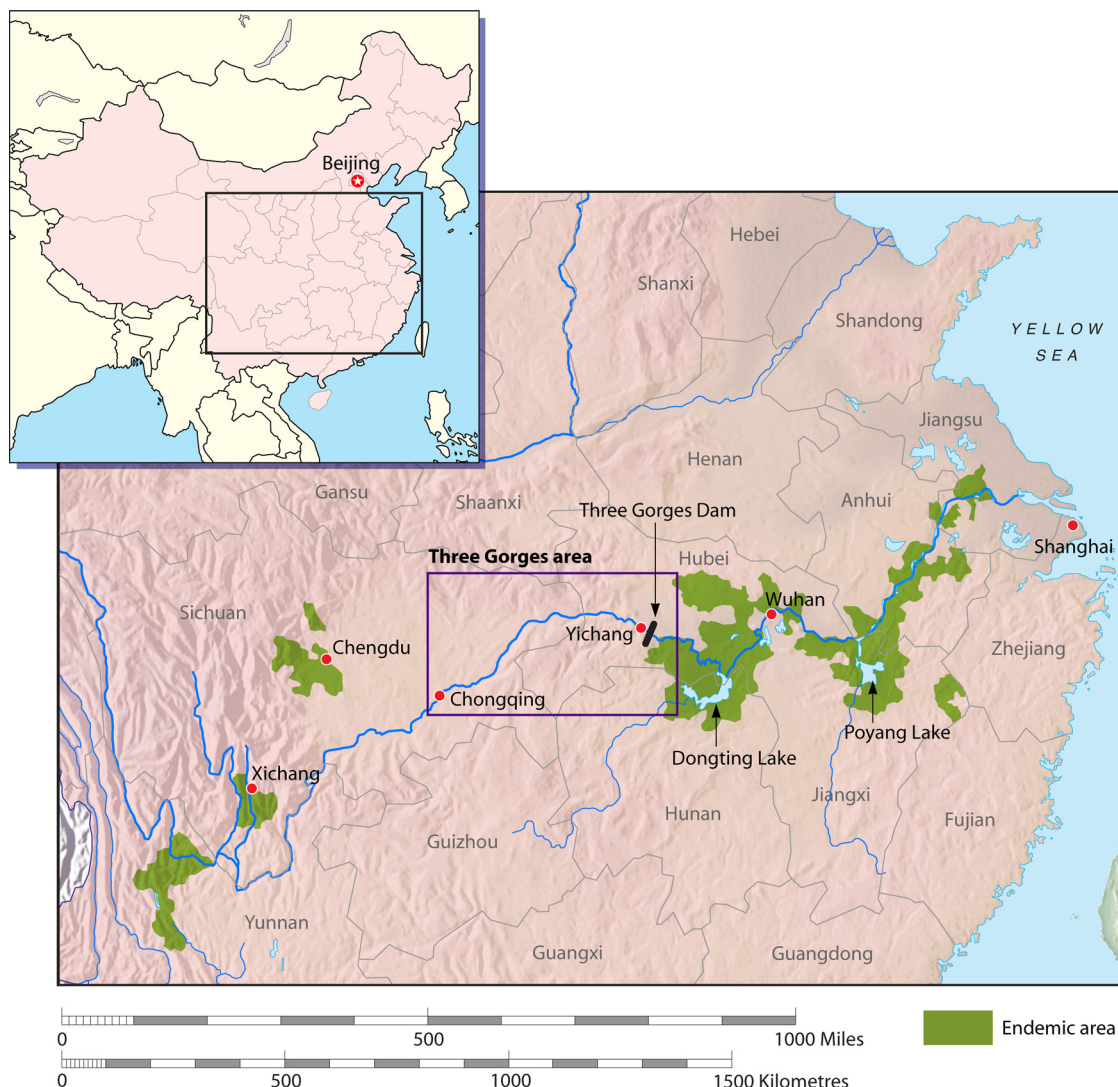 Beijing
Hebei
Shanxi
Shandong
YELLOW
SEA
Jiangsu
Henan
Gansu
Shaanxi
Anhui
Three Gorges Dam
Shanghai
Three Gorges area
Hubei
Sichuan
Wuhan
Yichang
Chengdu
Zhejiang
Chongqing
Poyang Lake
Dongting Lake
Xichang
Jiangxi
Hunan
Fujian
Guizhou
Yunnan
Guangxi
Guangdong
0 500 1000 Miles
Endemic area
0 500 1000 1500 Kilometres